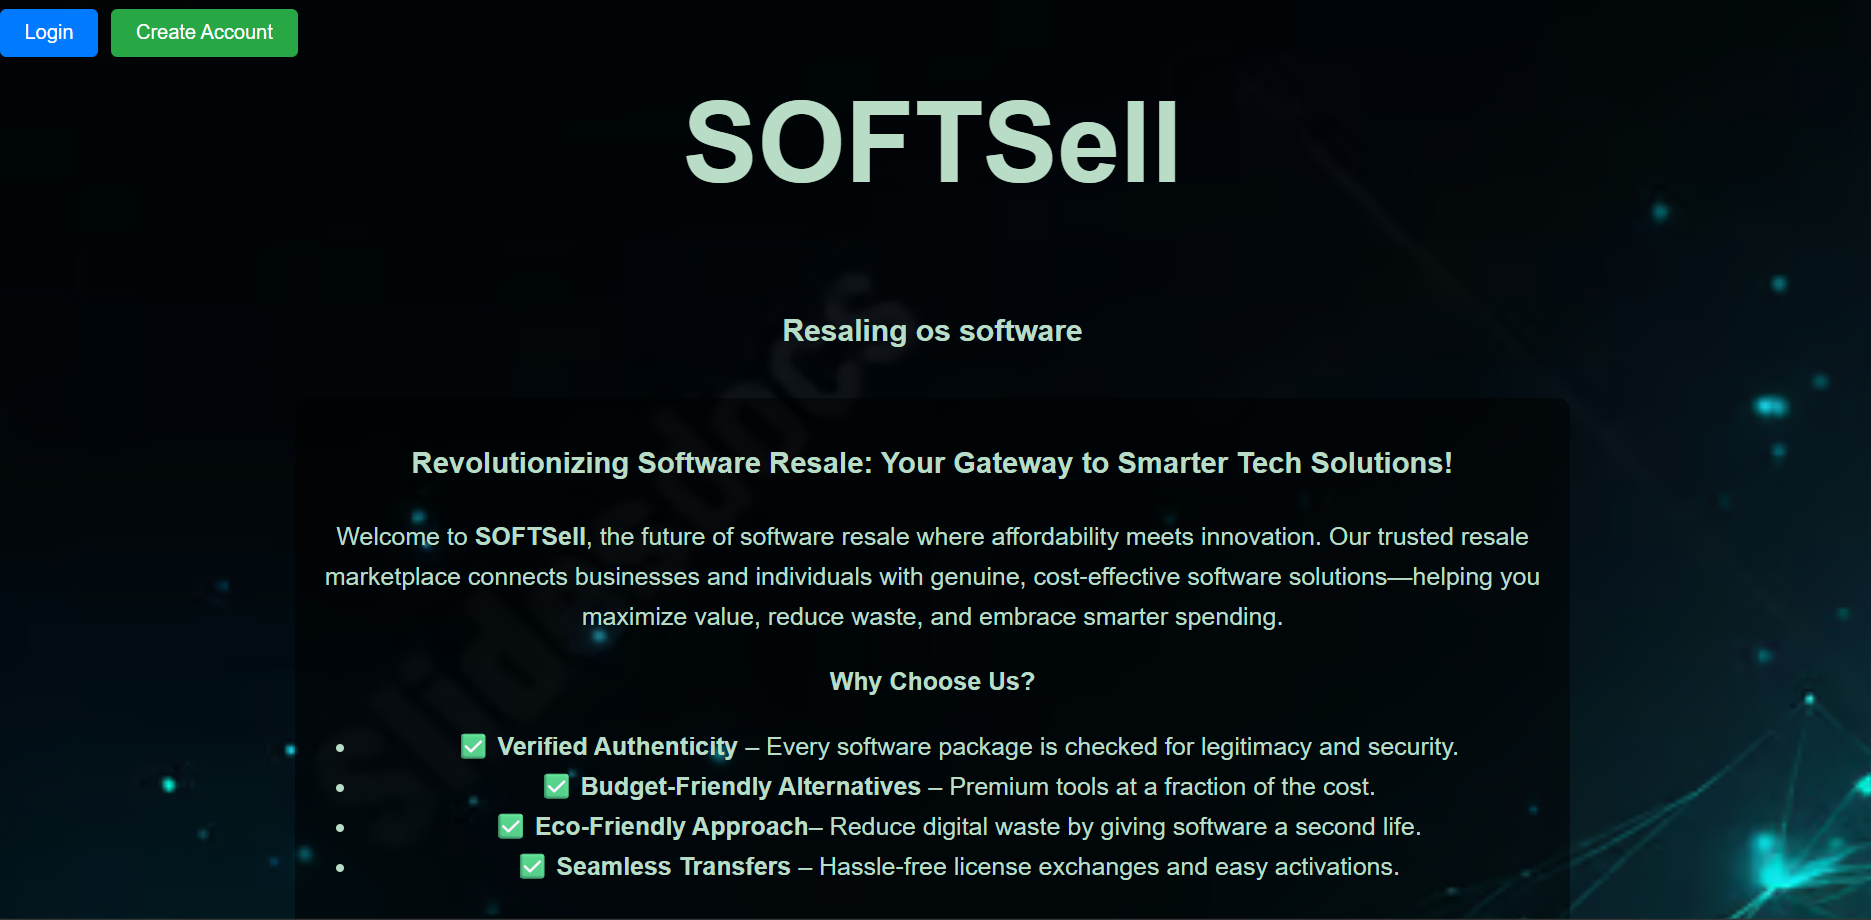 Login Create Account
SOFTSell
Resaling os software
Revolutionizing Software Resale: Your Gateway to Smarter Tech Solutions!
Welcome to SOFTSell, the future of software resale where affordability meets innovation. Our trusted resale
marketplace connects businesses and individuals with genuine, cost-effective software solutions—helping you
maximize value, reduce waste, and embrace smarter spending.
Why Choose Us?
• ✅ Verified Authenticity – Every software package is checked for legitimacy and security.
• ✅ Budget-Friendly Alternatives – Premium tools at a fraction of the cost.
• ✅ Eco-Friendly Approach– Reduce digital waste by giving software a second life.
• ✅ Seamless Transfers – Hassle-free license exchanges and easy activations.